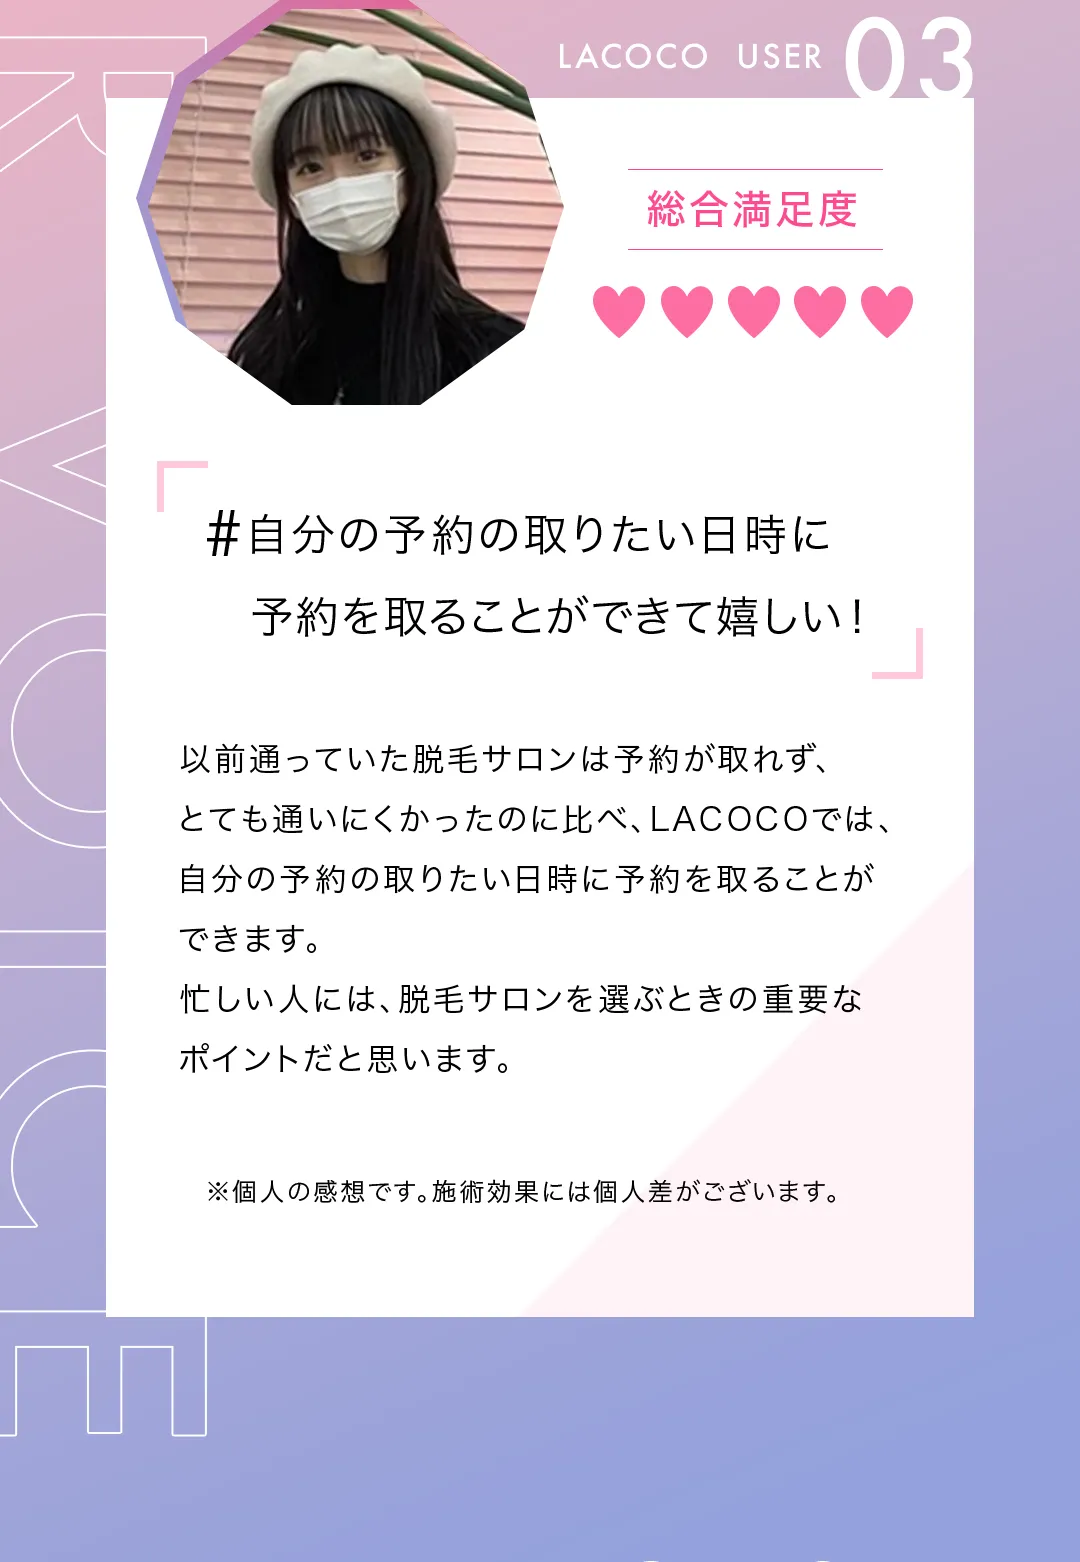 LACOCO USER 03
総合満足度
#自分の予約の取りたい日時に
予約を取ることができて嬉しい!
以前通っていた脱毛サロンは予約が取れず、
とても通いにくかったのに比べ、LACOCOでは、
自分の予約の取りたい日時に予約を取ることが
できます。
忙しい人には、脱毛サロンを選ぶときの重要な
ポイントだと思います。
※個人の感想です。施術効果には個人差がございます。
R VOICE